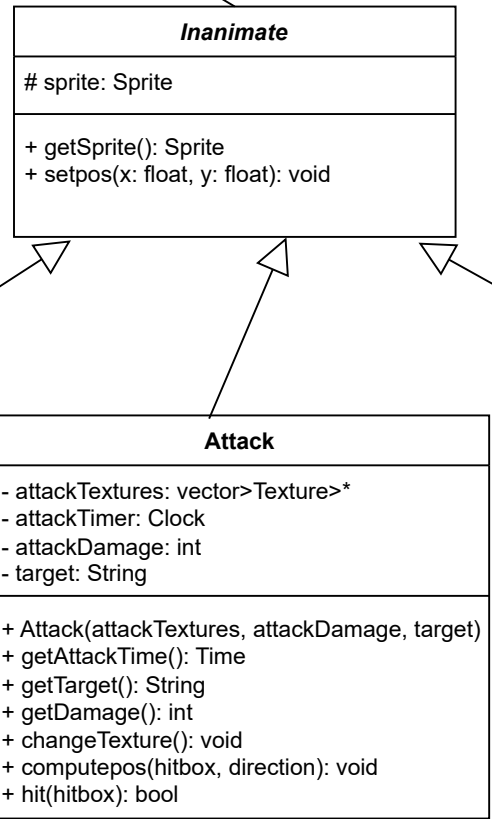 Inanimate
# sprite: Sprite
+ getSprite(): Sprite
+ setpos(x: float, y: float): void
Attack
- attackTextures: vector>Texture>*
- attackTimer: Clock
- attackDamage: int
- target: String
+ Attack(attackTextures, attackDamage, target)
+ getAttackTime(): Time
+ getTarget(): String
+ getDamage(): int
+ changeTexture(): void
+ computepos(hitbox, direction): void
+ hit(hitbox): bool